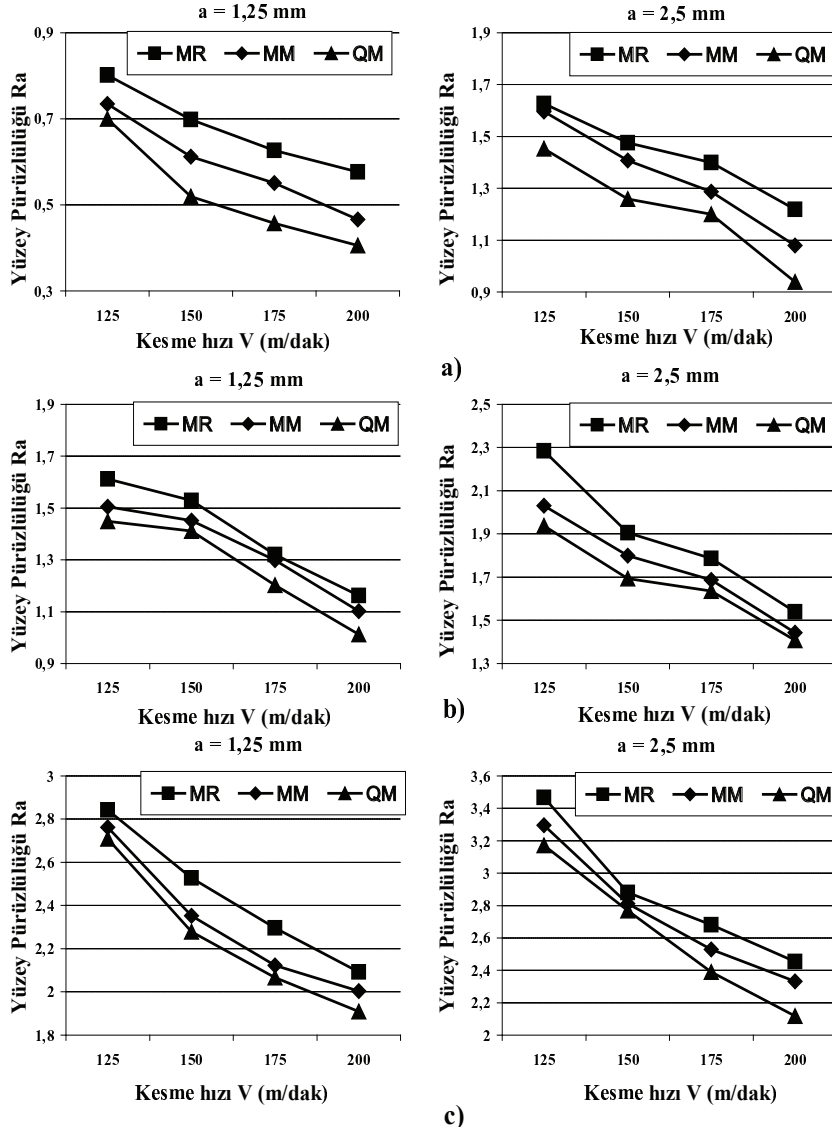 a = 1,25 mm
Yüzey Pürüzlülüğü Ra
0,9
0,7
0,5
0,3
MR MM QM
125 150 175 200
Kesme hızı V (m/dak)
a = 2,5 mm
Yüzey Pürüzlülüğü Ra
1,9
1,7
1,5
1,3
1,1
0,9
MR MM QM
125 150 175 200
Kesme hızı V (m/dak)
a)
a = 1,25 mm
Yüzey Pürüzlülüğü Ra
1,9
1,7
1,5
1,3
1,1
0,9
MR MM QM
125 150 175 200
Kesme hızı V (m/dak)
a = 2,5 mm
Yüzey Pürüzlülüğü Ra
2,5
2,3
2,1
1,9
1,7
1,5
1,3
MR MM QM
125 150 175 200
Kesme hızı V (m/dak)
b)
a = 1,25 mm
Yüzey Pürüzlülüğü Ra
3
2,8
2,6
2,4
2,2
2
1,8
MR MM QM
125 150 175 200
Kesme hızı V (m/dak)
a = 2,5 mm
Yüzey Pürüzlülüğü Ra
3,6
3,4
3,2
3
2,8
2,6
2,4
2,2
2
MR MM QM
125 150 175 200
Kesme hızı V (m/dak)
c)